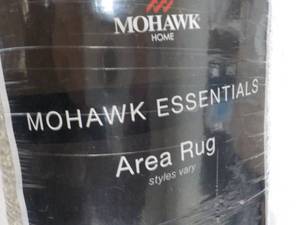 MOHAWK
HOME
MOHAWK ESSENTIALS
Area Rug
styles vary